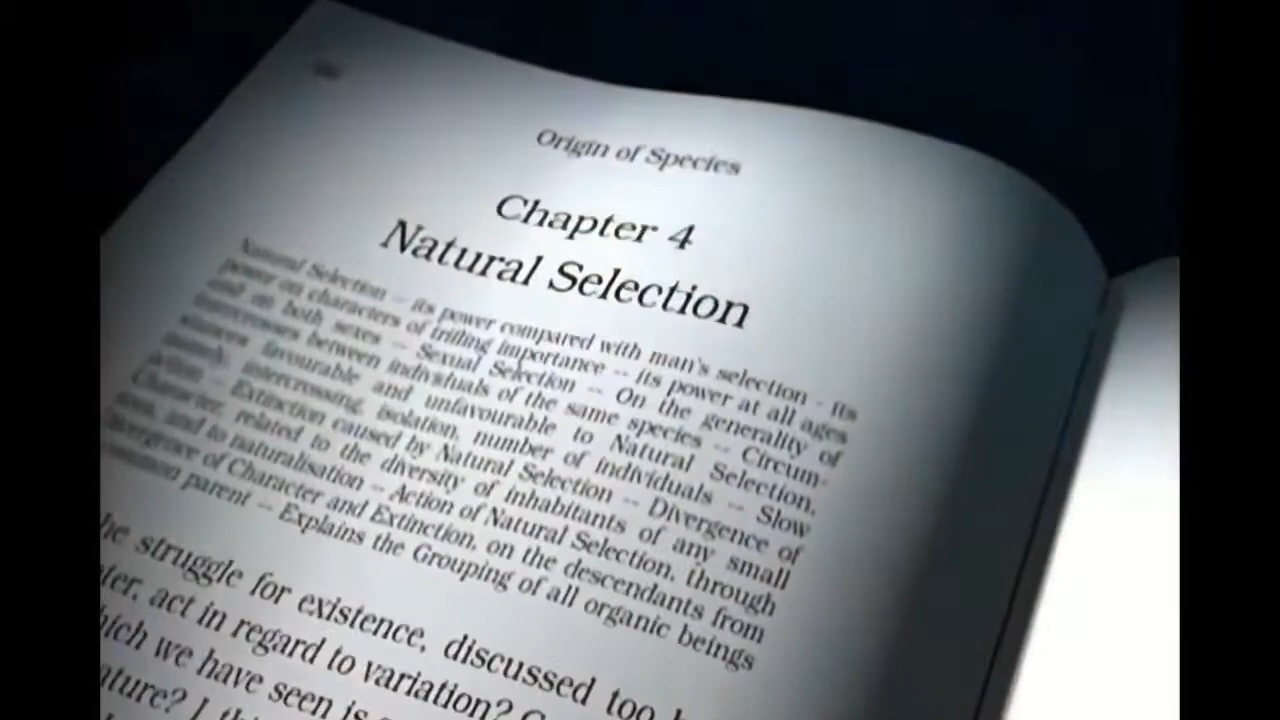 Origin of Species
Chapter 4
Natural Selection
Natural Selection -- its power compared with man's selection - its
power on characters of trifling importance -- its power at all ages
and on both sexes -- Sexual Selection -- On the generality of
intercrosses between individuals of the same species -- Circum-
stances favourable and unfavourable to Natural Selection,
namely, intercrossing, isolation, number of individuals -- Slow
action -- Extinction caused by Natural Selection -- Divergence of
Character, related to the diversity of inhabitants of any small
area, and to naturalisation -- Action of Natural Selection, through
Divergence of Character and Extinction, on the descendants from
common parent -- Explains the Grouping of all organic beings
he struggle for existence, discussed too
ter, act in regard to variation?
hich we have seen is
ature? I